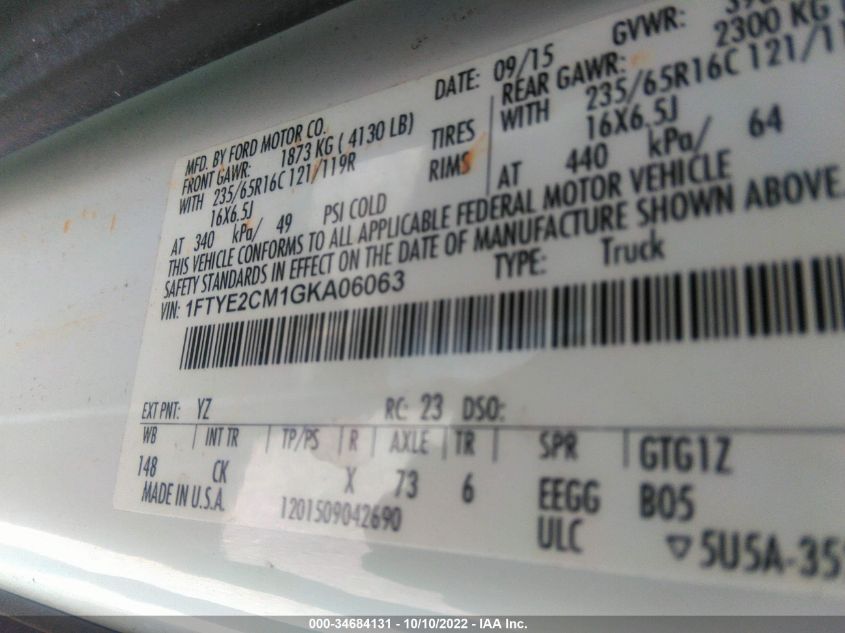 MFD. BY FORD MOTOR CO.
DATE: 09/15
GVWR:
FRONT GAWR: 1873 KG ( 4130 LB)
REAR GAWR: 2300 KG
WITH 235/65R16C 121/119R TIRES
WITH 235/65R16C 121/119
16X6.5J RIMS
16X6.5J
AT 340 kPa/ 49 PSI COLD
AT 440 kPa/ 64
THIS VEHICLE CONFORMS TO ALL APPLICABLE FEDERAL MOTOR VEHICLE
SAFETY STANDARDS IN EFFECT ON THE DATE OF MANUFACTURE SHOWN ABOVE.
VIN: 1FTYE2CM1GKA06063
TYPE: Truck
EXT PNT: YZ RC: 23 DSO:
WB INT TR TP/PS R AXLE TR SPR GTG1Z
148 CK X 73 6 EEGG B05
MADE IN U.S.A. 1201509042690 ULC
▽5U5A-35
000-34684131 - 10/10/2022 - IAA Inc.